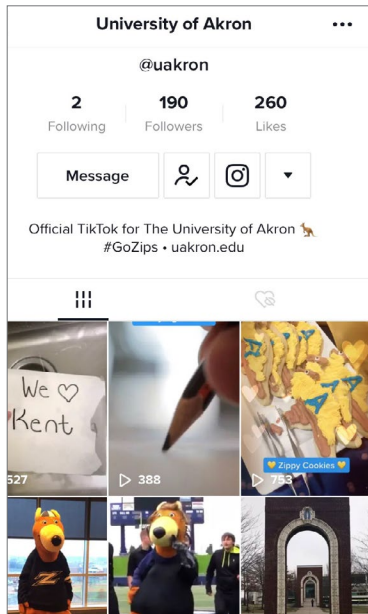 University of Akron
@uakron
2 190 260
Following Followers Likes
Message
Official TikTok for The University of Akron 🦘
#GoZips • uakron.edu
We ♡
Kent
527
388
💛 Zippy Cookies 💛
753